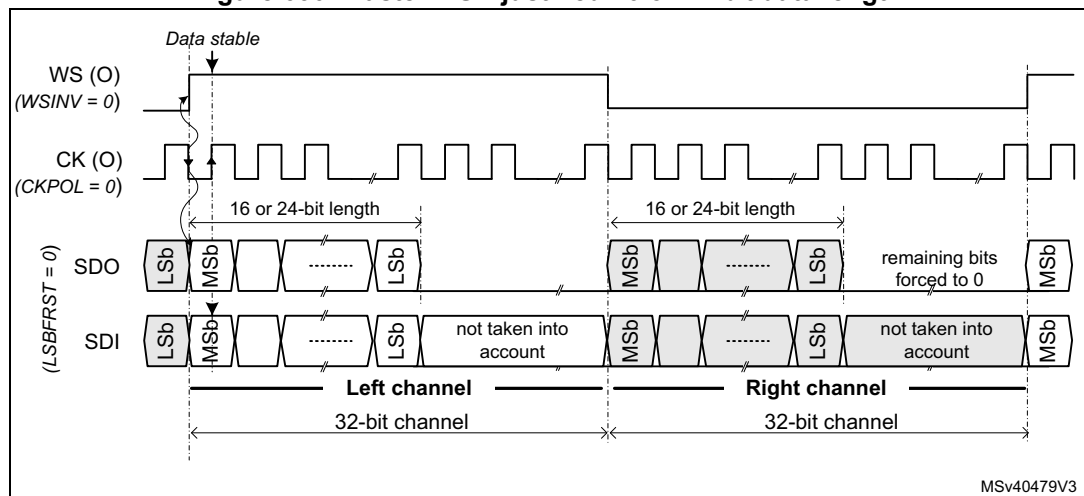 Data stable
WS (O)
(WSINV = 0)
CK (O)
(CKPOL = 0)
16 or 24-bit length
16 or 24-bit length
(LSBFRST = 0)
SDO
LSb
MSb
LSb
MSb
LSb
remaining bits
forced to 0
MSb
SDI
LSb
MSb
LSb
not taken into
account
MSb
LSb
not taken into
account
MSb
Left channel
Right channel
32-bit channel
32-bit channel
MSv40479V3